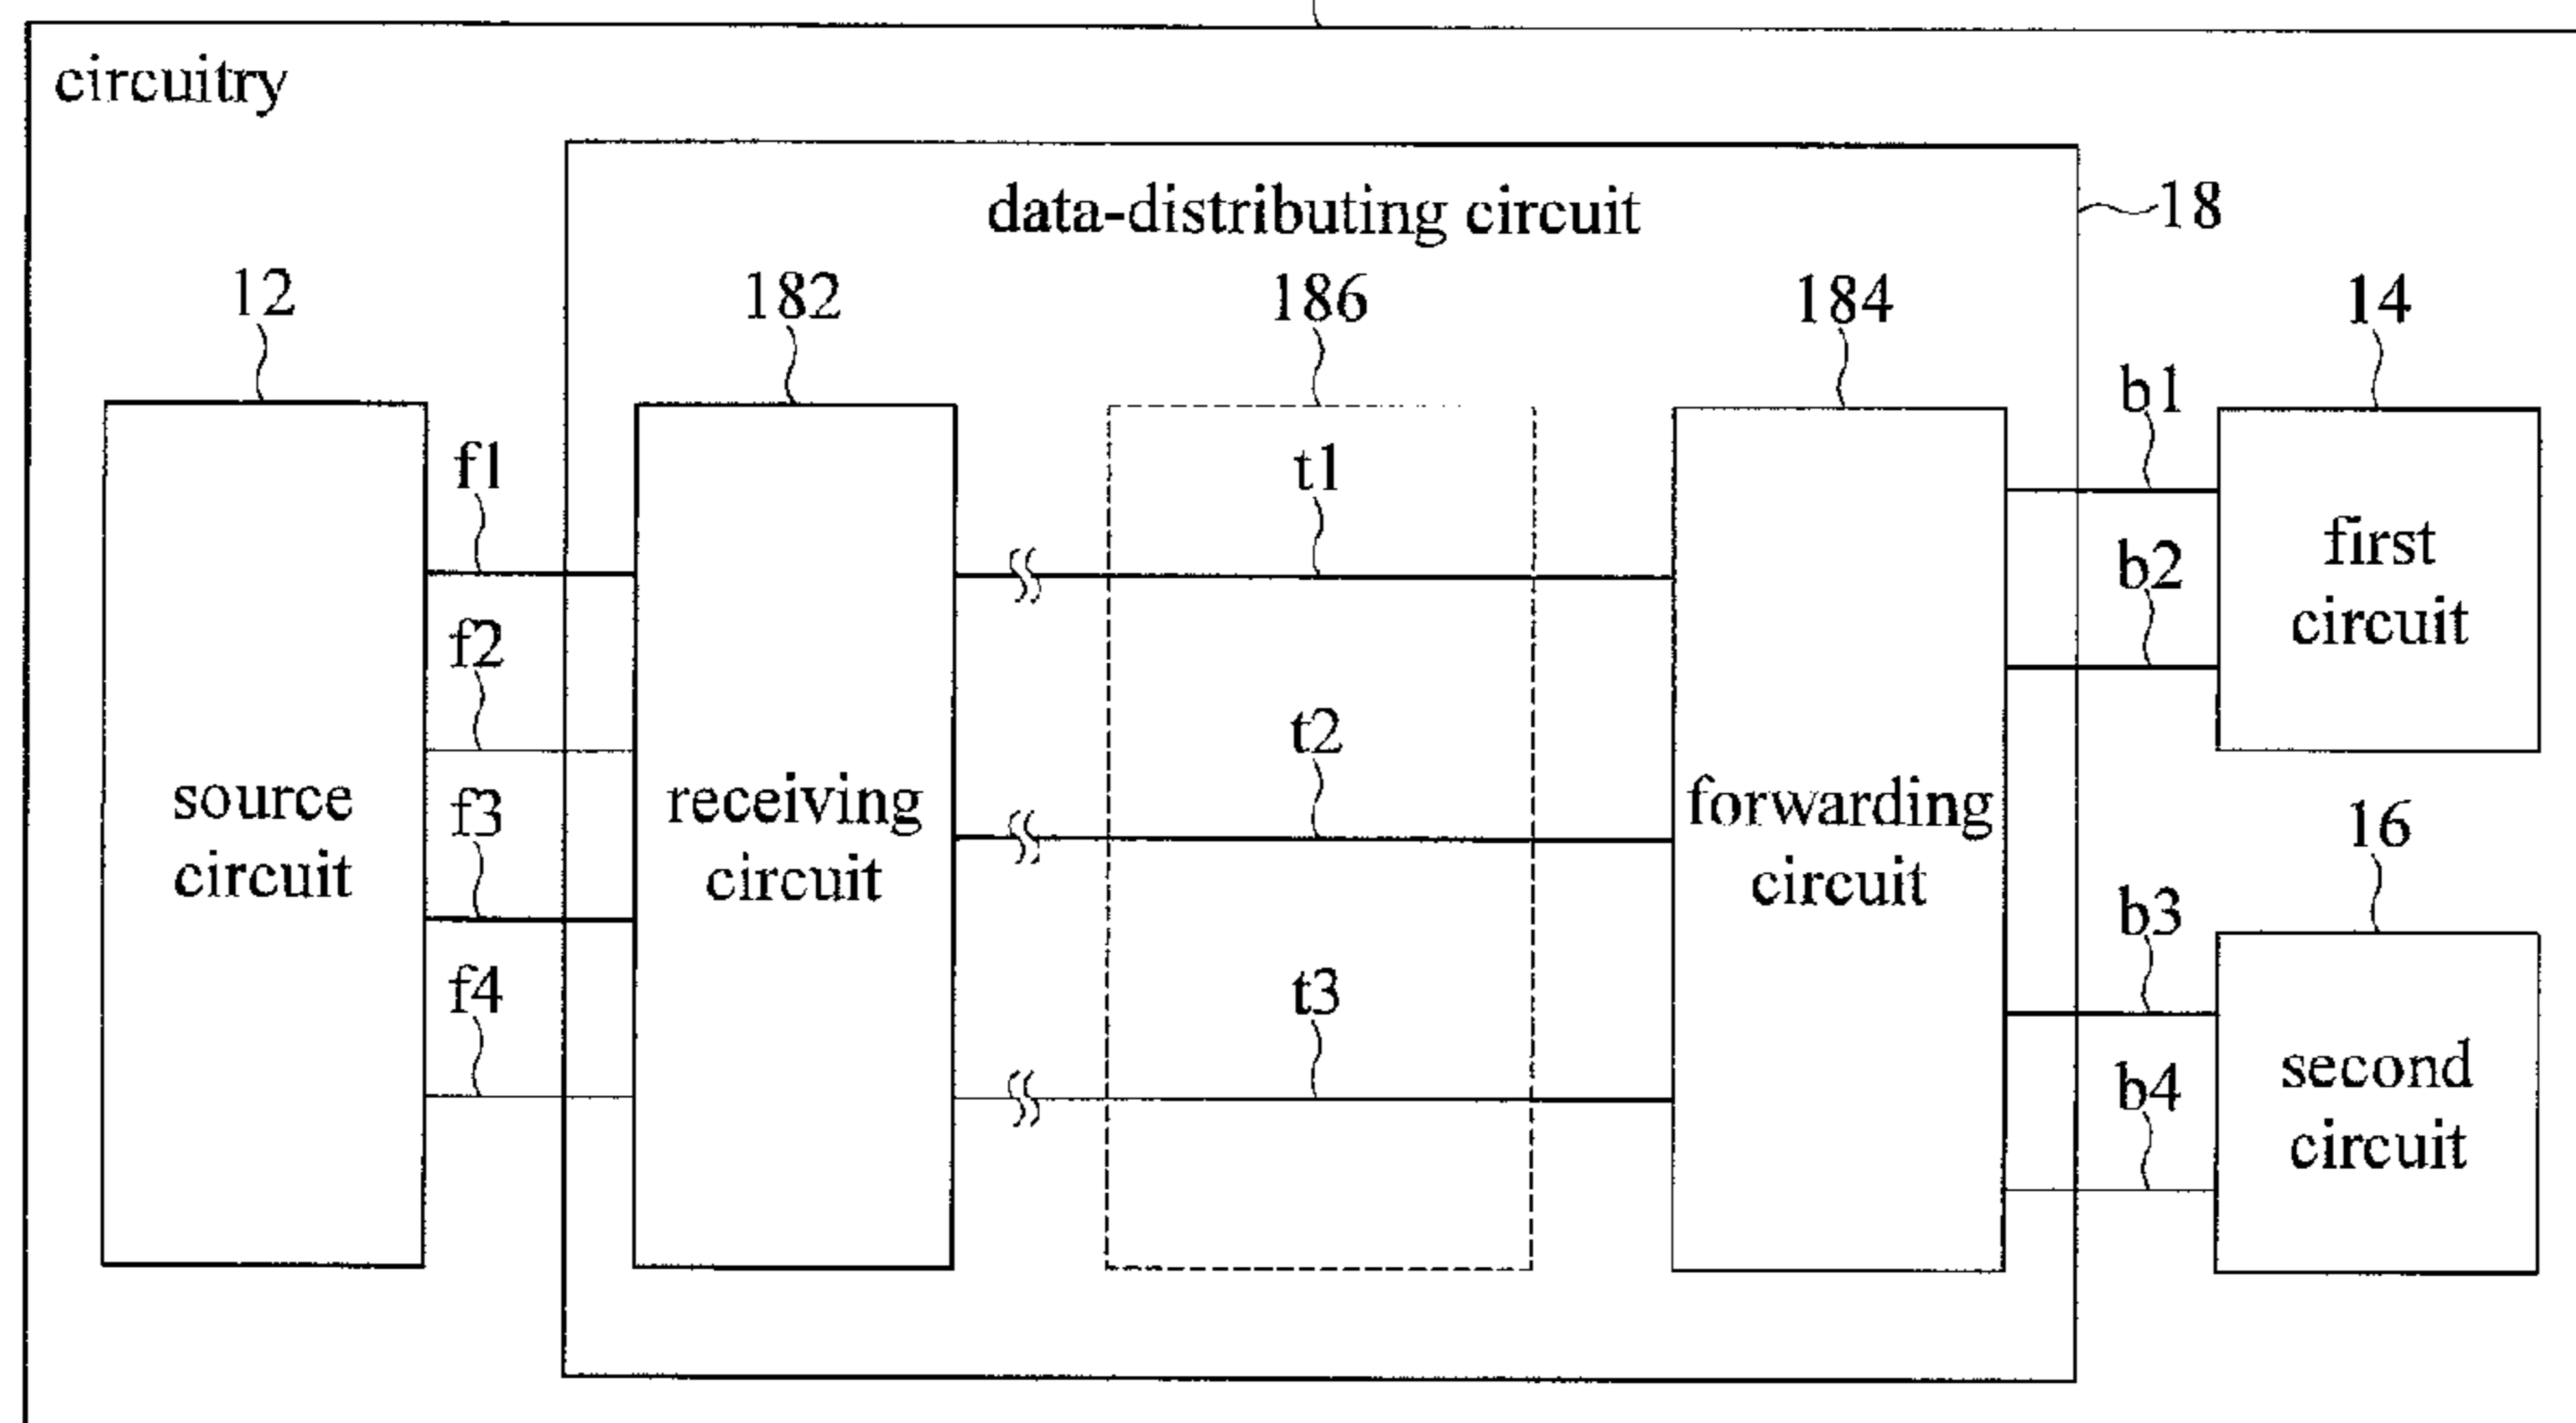 circuitry
data-distributing circuit
18
12
182
186
184
14
f1
t1
b1
f2
b2
first
circuit
t2
source
circuit
f3
receiving
circuit
forwarding
circuit
16
f4
t3
b3
b4
second
circuit